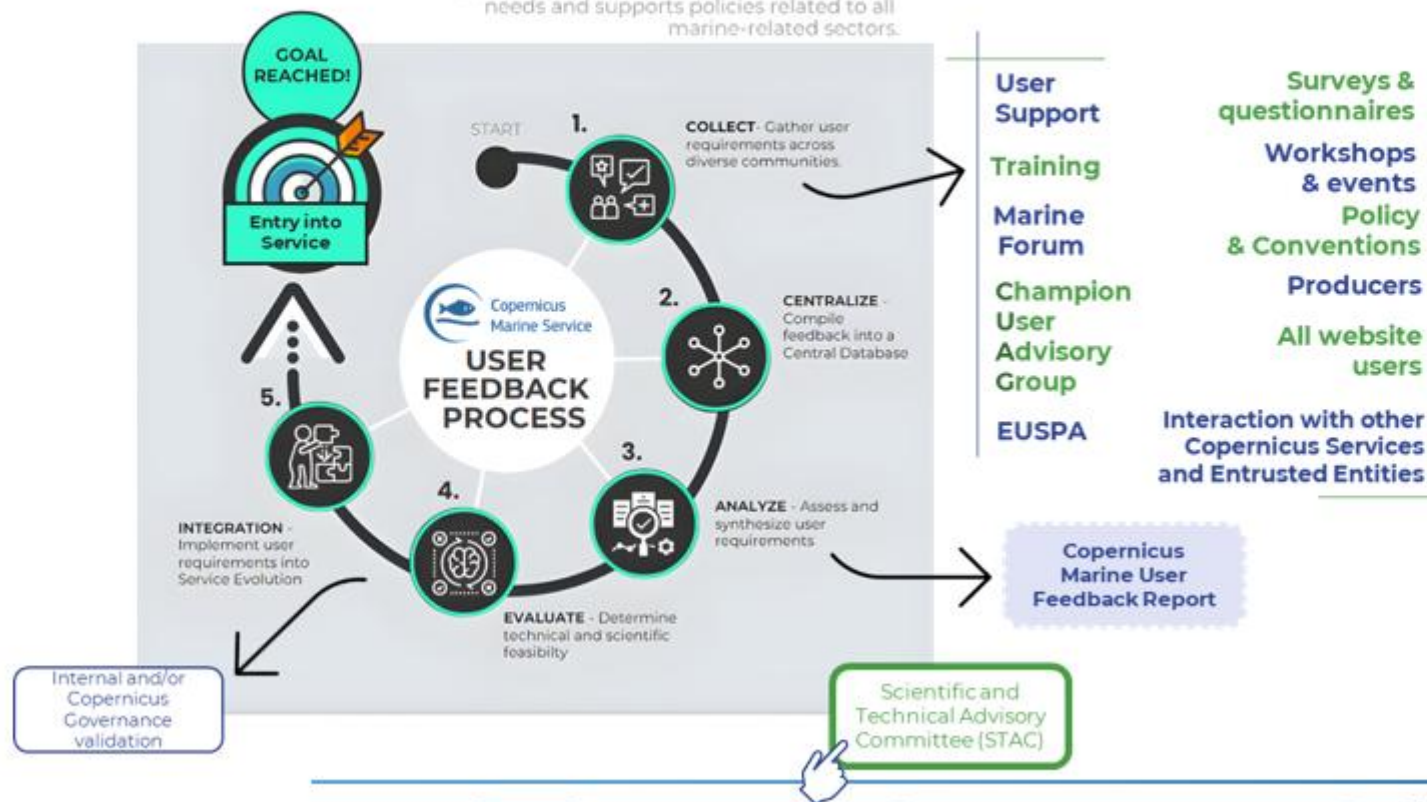 needs and supports policies related to all
marine-related sectors.
GOAL
REACHED!
Entry into
Service
START
1.
COLLECT- Gather user
requirements across
diverse communities.
2.
CENTRALIZE -
Compile
feedback into a
Central Database
Copernicus
Marine Service
USER
FEEDBACK
PROCESS
3.
ANALYZE - Assess and
synthesize user
requirements
4.
EVALUATE - Determine
technical and scientific
feasibilty
5.
INTEGRATION -
Implement user
requirements into
Service Evolution
User
Support
Training
Marine
Forum
Champion
User
Advisory
Group
EUSPA
Surveys &
questionnaires
Workshops
& events
Policy
& Conventions
Producers
All website
users
Interaction with other
Copernicus Services
and Entrusted Entities
Copernicus
Marine User
Feedback Report
Internal and/or
Copernicus
Governance
validation
Scientific and
Technical Advisory
Committee (STAC)